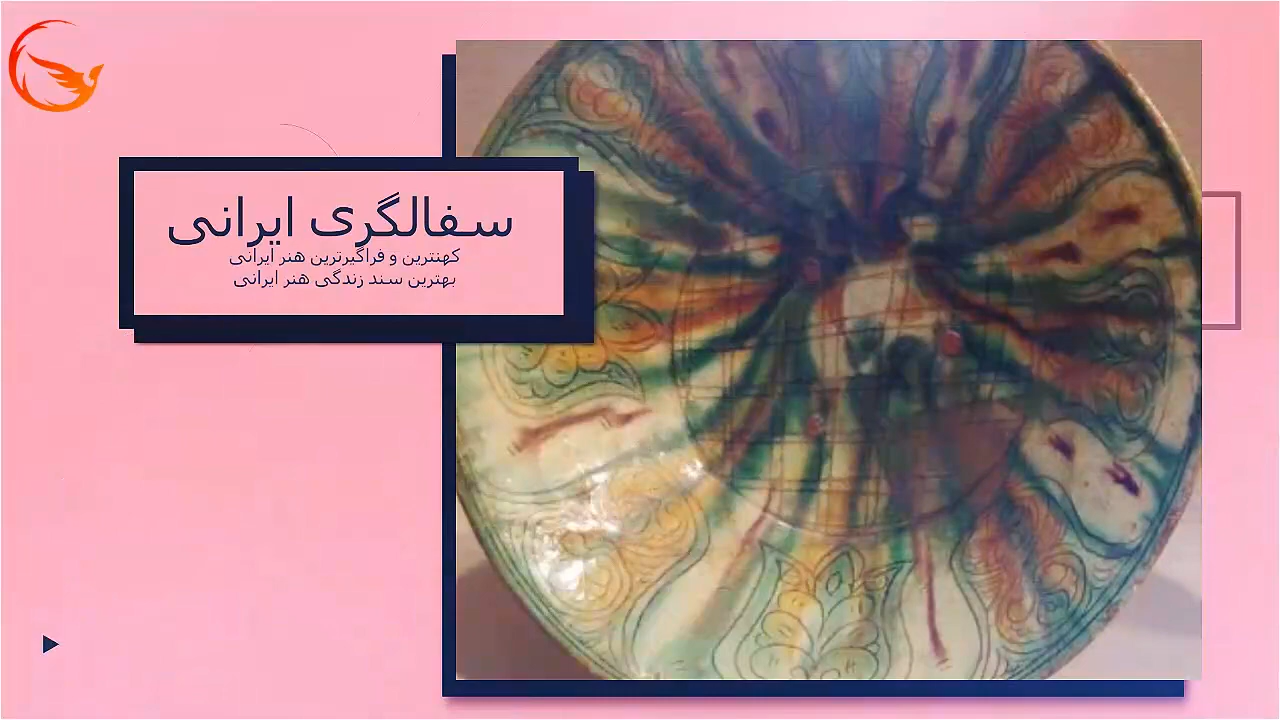 سفالگری ایرانی
کهنترین و فراگیرترین هنر ایرانی
بهترین سند زندگی هنر ایرانی